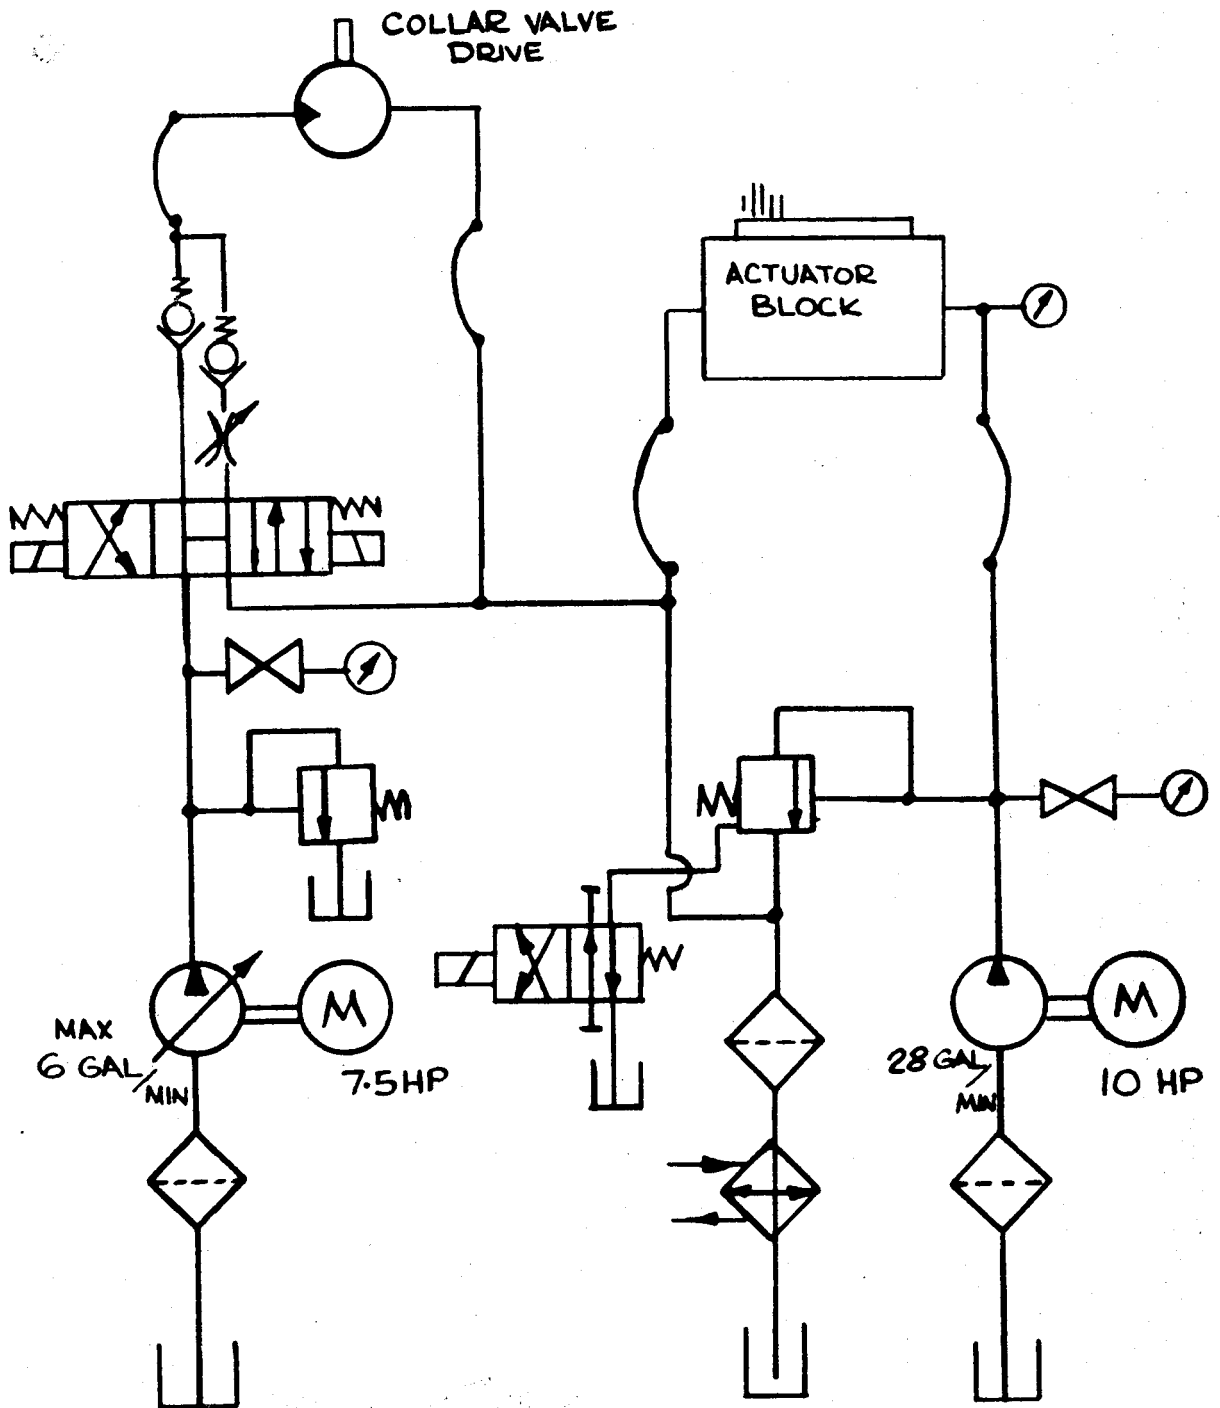 COLLAR VALVE
DRIVE
ACTUATOR
BLOCK
MAX
6 GAL/MIN
M
7.5HP
28 GAL/MIN
M
10 HP